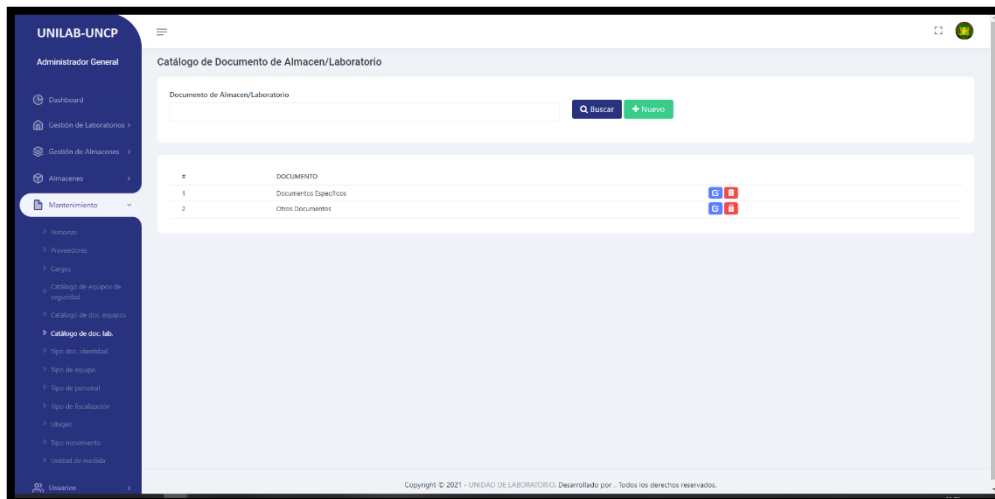 UNILAB-UNCP
Administrador General
Dashboard
Gestión de Laboratorios
Gestión de Almacenes
Almacenes
Mantenimiento
Personas
Proveedores
Cargos
Catálogo de equipos de
seguridad
Catálogo de doc. equipos
Catálogo de doc. lab.
Tipo doc. identidad
Tipo de equipo
Tipo de personal
Tipo de fiscalización
Ubigeo
Tipo movimiento
Unidad de medida
Usuarios
Catálogo de Documento de Almacen/Laboratorio
Documento de Almacen/Laboratorio
Buscar
+ Nuevo
# DOCUMENTO
1 Documentos Específicos
2 Otros Documentos
Copyright © 2021 - UNIDAD DE LABORATORIO. Desarrollado por .. Todos los derechos reservados.